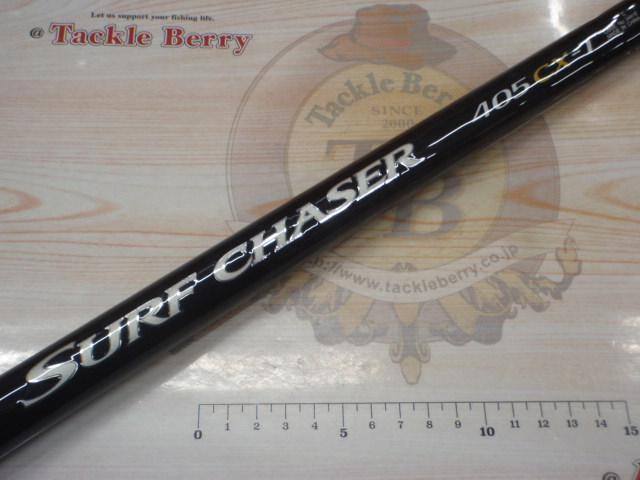 Let us support your fishing life.
@ Tackle Berry
Tackle Berry
SINCE
2000
TB
http://www.tackleberry.co.jp
SURF CHASER
405CX-T
0 1 2 3 4 5 6 7 8 9 10 11 12 13 14 15